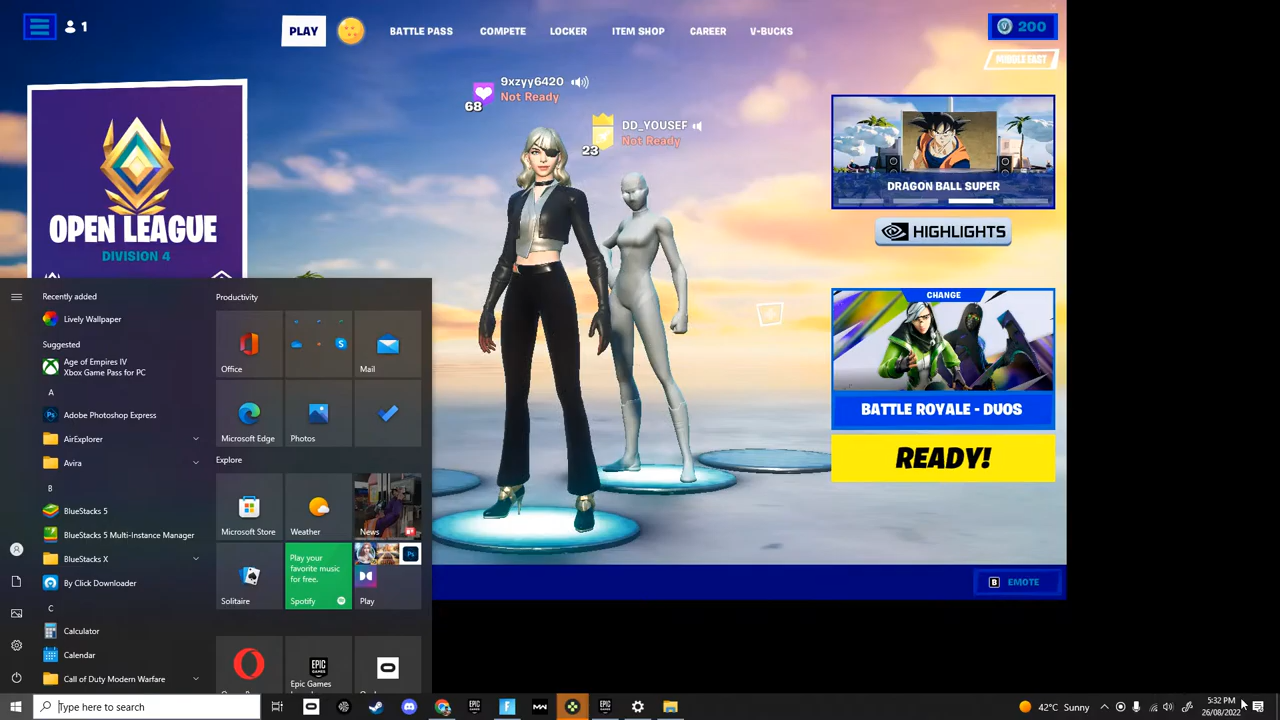 1
PLAY
BATTLE PASS
COMPETE
LOCKER
ITEM SHOP
CAREER
V-BUCKS
200
MIDDLE EAST
9xzyy6420
Not Ready
68
DD_YOUSEF
Not Ready
23
OPEN LEAGUE
DIVISION 4
DRAGON BALL SUPER
HIGHLIGHTS
CHANGE
BATTLE ROYALE - DUOS
READY!
B EMOTE
Recently added
Lively Wallpaper
Suggested
Age of Empires IV
Xbox Game Pass for PC
A
Adobe Photoshop Express
AirExplorer
Avira
B
BlueStacks 5
BlueStacks 5 Multi-Instance Manager
BlueStacks X
By Click Downloader
C
Calculator
Calendar
Call of Duty Modern Warfare
Productivity
Office
Mail
Microsoft Edge
Photos
Explore
Microsoft Store
Weather
News
Solitaire
Play your
favorite music
for free.
Spotify
Play
EPIC
GAMES
Type here to search
42°C Sunny
5:32 PM
26/08/2022